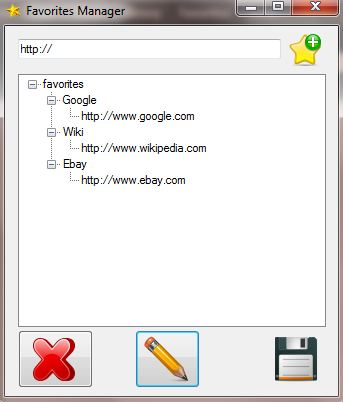 Favorites Manager
http://
favorites
Google
http://www.google.com
Wiki
http://www.wikipedia.com
Ebay
http://www.ebay.com